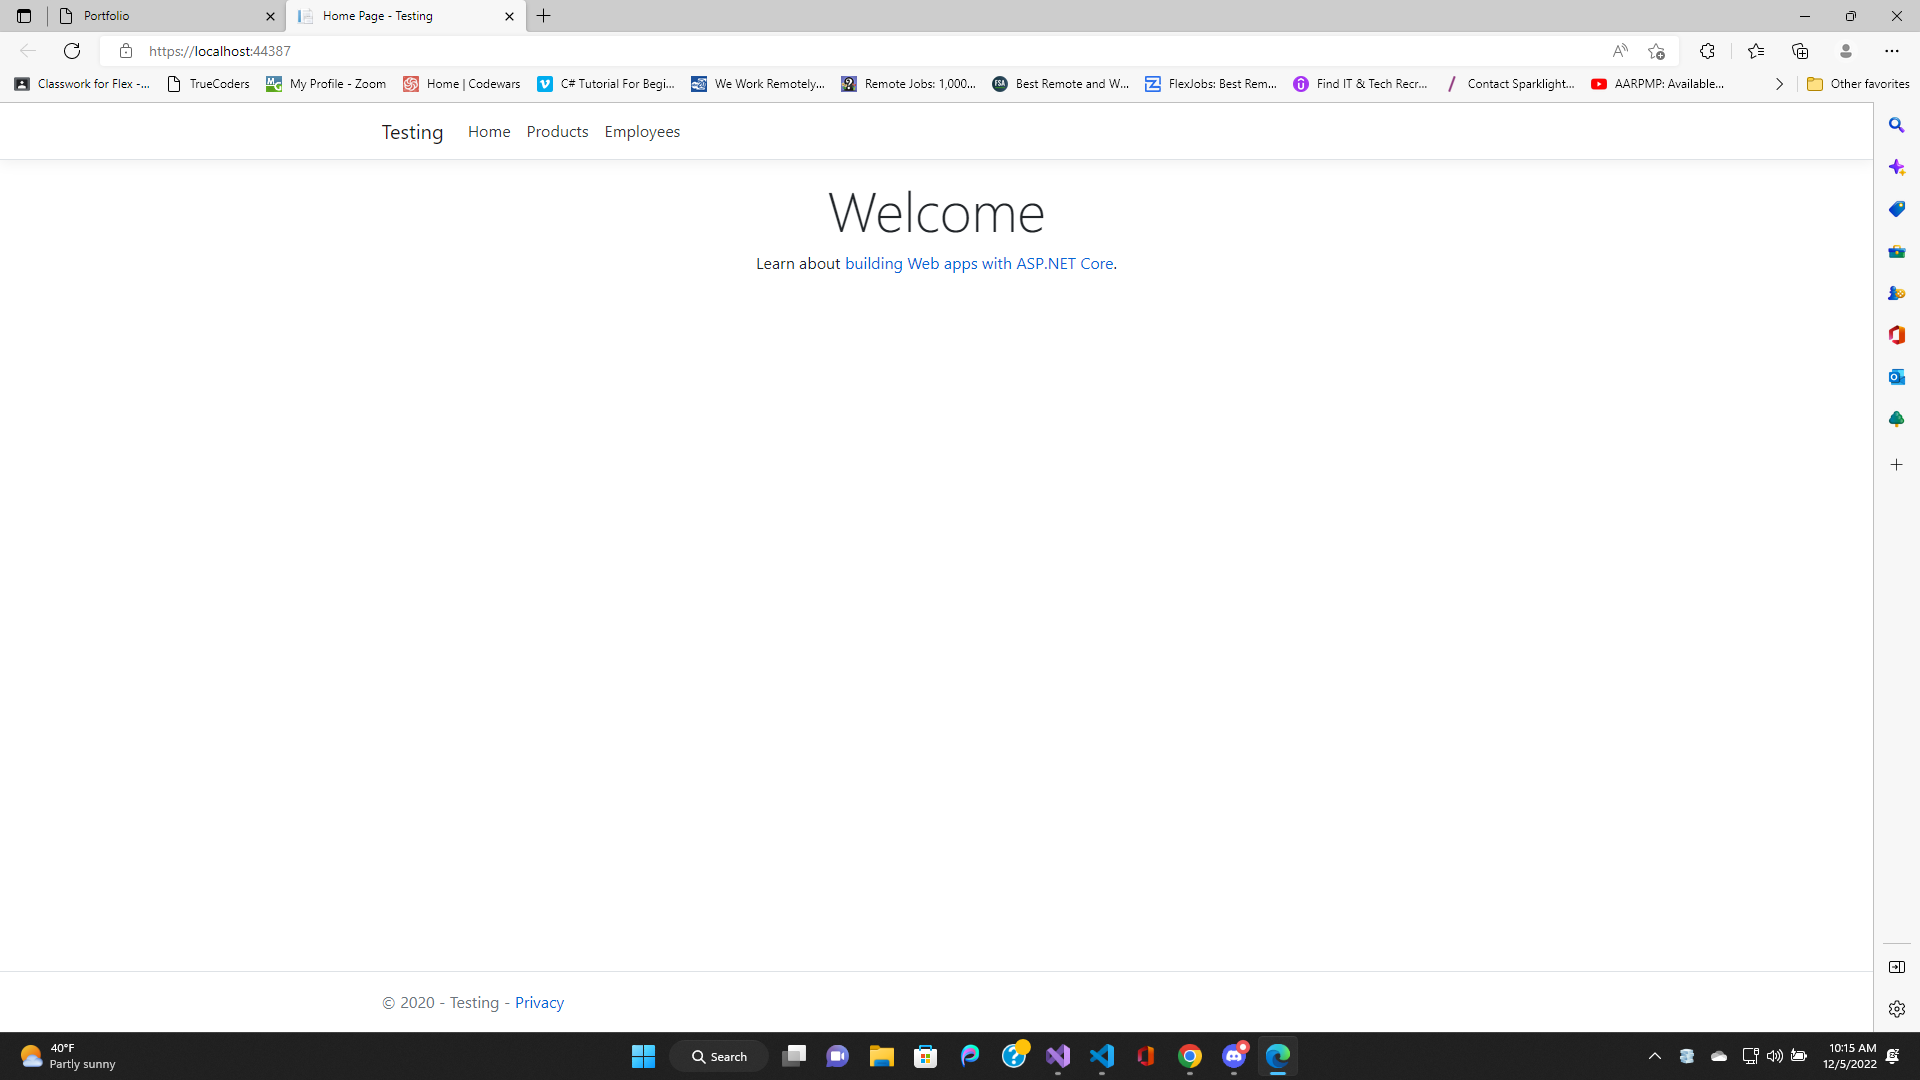 Portfolio
Home Page - Testing
https://localhost:44387
Classwork for Flex -... TrueCoders My Profile - Zoom Home | Codewars C# Tutorial For Begi... We Work Remotely... Remote Jobs: 1,000... Best Remote and W... FlexJobs: Best Rem... Find IT & Tech Recr... Contact Sparklight... AARPMP: Available... Other favorites
Testing Home Products Employees
Welcome
Learn about building Web apps with ASP.NET Core.
© 2020 - Testing - Privacy
40°F
Partly sunny
Search
10:15 AM
12/5/2022